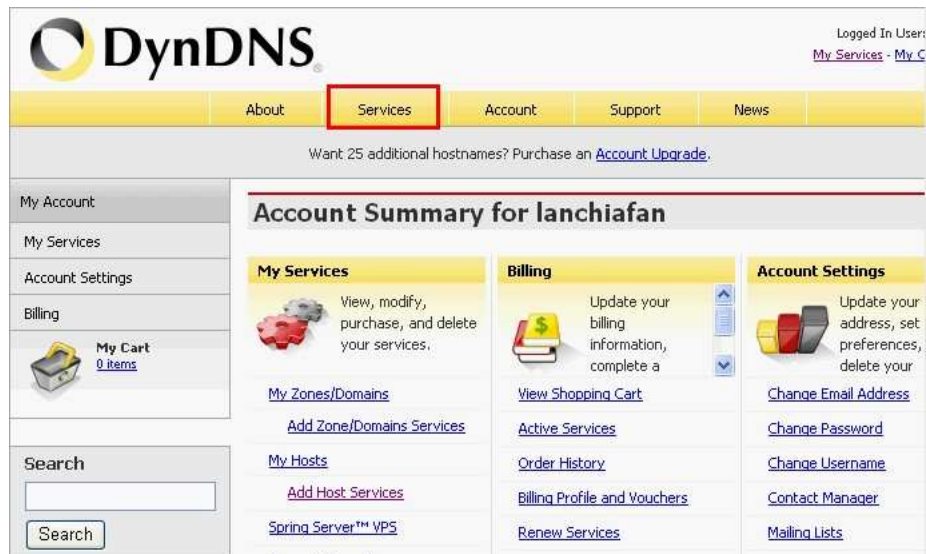 DynDNS
Logged In User:
My Services - My C
About Services Account Support News
Want 25 additional hostnames? Purchase an Account Upgrade.
My Account
My Services
Account Settings
Billing
My Cart
0 items
Search
Search
Account Summary for lanchiafan
My Services
View, modify,
purchase, and delete
your services.
My Zones/Domains
Add Zone/Domains Services
My Hosts
Add Host Services
Spring Server™ VPS
Billing
$
Update your
billing
information,
complete a
View Shopping Cart
Active Services
Order History
Billing Profile and Vouchers
Renew Services
Account Settings
Update your
address, set
preferences,
delete your
Change Email Address
Change Password
Change Username
Contact Manager
Mailing Lists